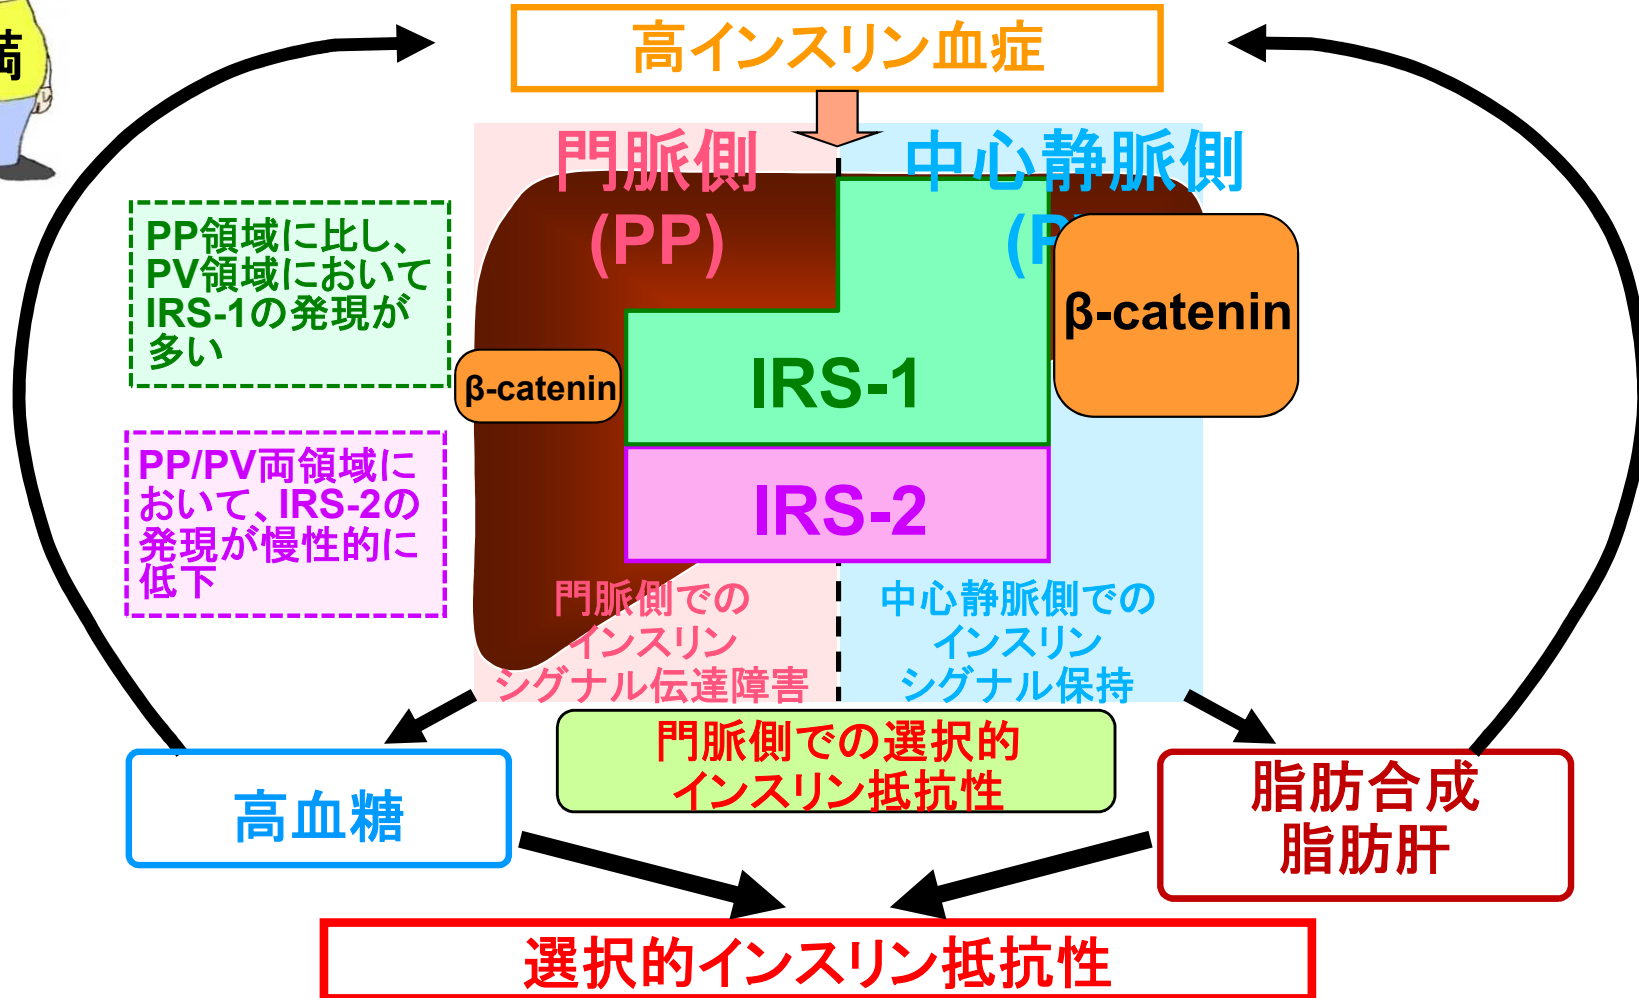 満
高インスリン血症
門脈側
(PP)
中心静脈側
(P
PP領域に比し、
PV領域において
IRS-1の発現が
多い
β-catenin
β-catenin
IRS-1
PP/PV両領域に
おいて、IRS-2の
発現が慢性的に
低下
IRS-2
門脈側での
インスリン
シグナル伝達障害
中心静脈側での
インスリン
シグナル保持
門脈側での選択的
インスリン抵抗性
高血糖
脂肪合成
脂肪肝
選択的インスリン抵抗性